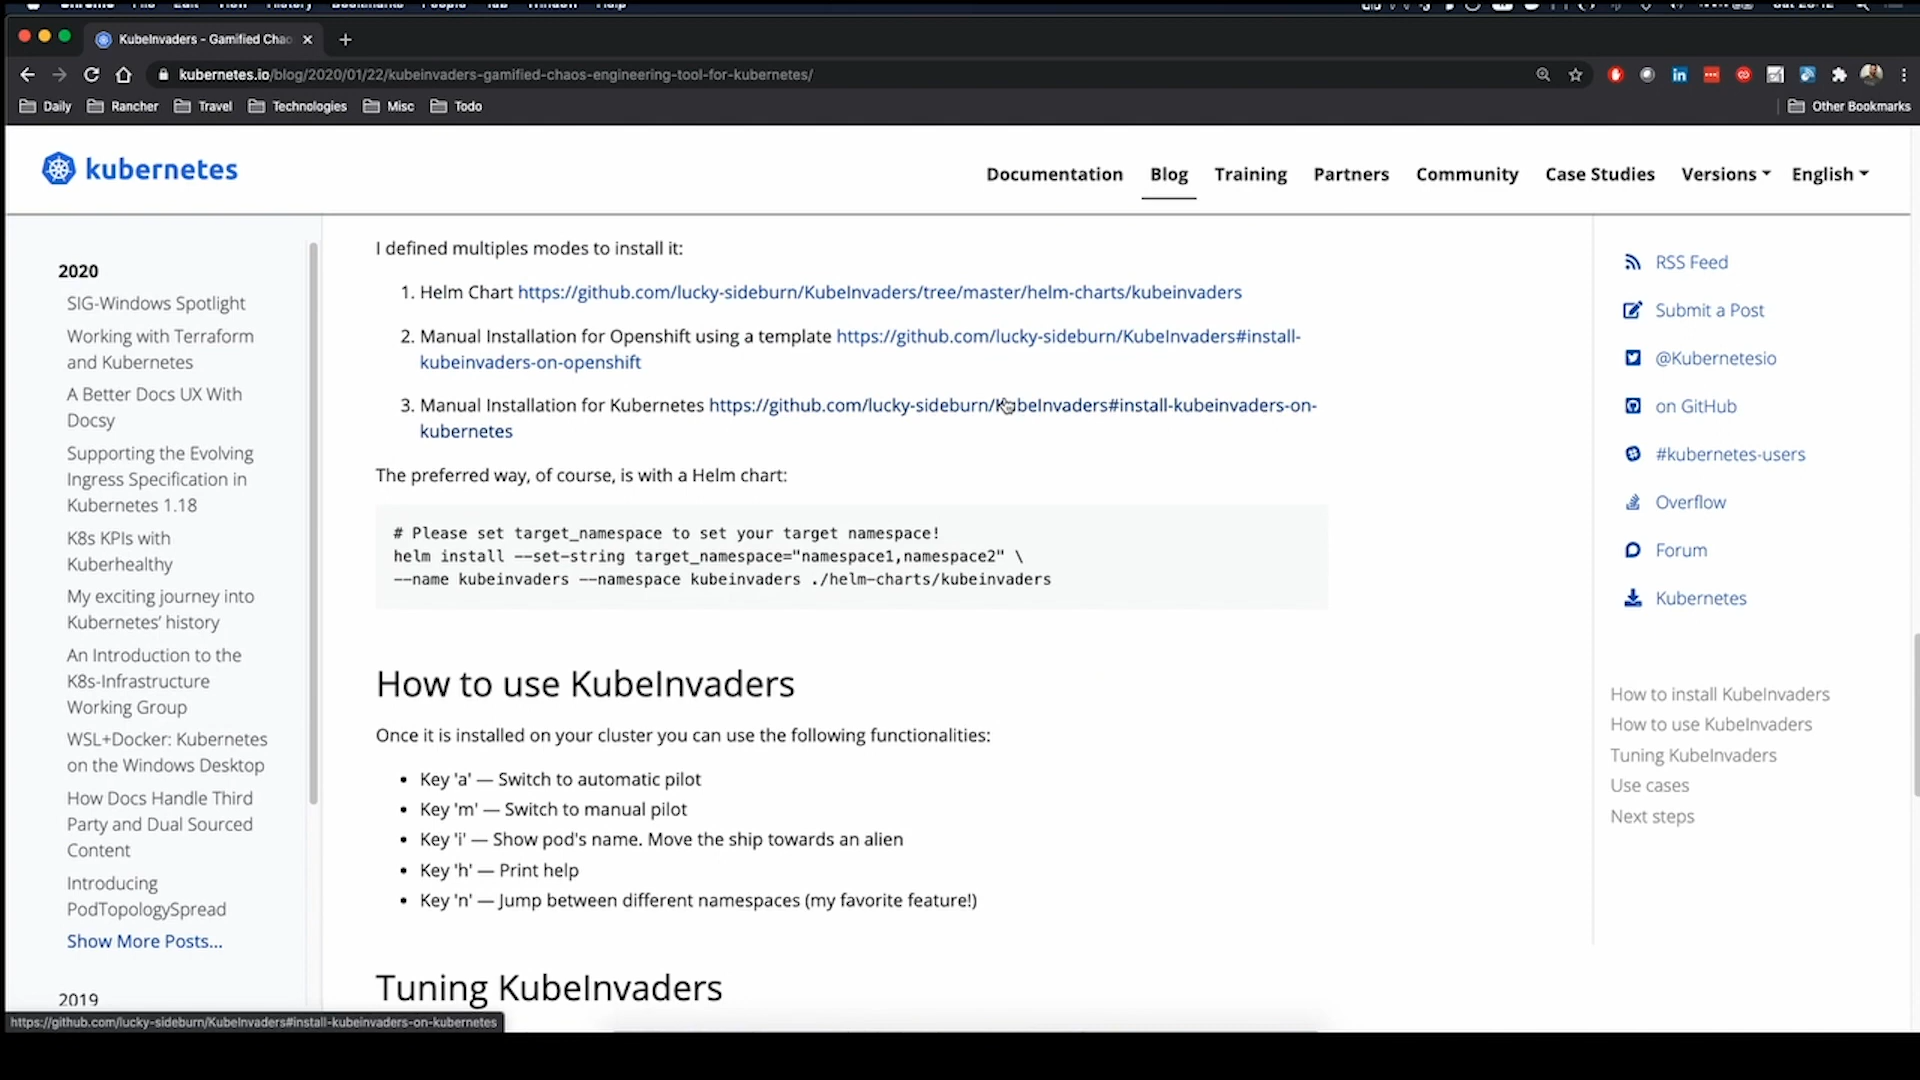 KubeInvaders - Gamified Chao
kubernetes.io/blog/2020/01/22/kubeinvaders-gamified-chaos-engineering-tool-for-kubernetes/
Daily
Rancher
Travel
Technologies
Misc
Todo
Other Bookmarks
kubernetes
Documentation
Blog
Training
Partners
Community
Case Studies
Versions
English
2020
SIG-Windows Spotlight
Working with Terraform
and Kubernetes
A Better Docs UX With
Docsy
Supporting the Evolving
Ingress Specification in
Kubernetes 1.18
K8s KPIs with
Kuberhealthy
My exciting journey into
Kubernetes' history
An Introduction to the
K8s-Infrastructure
Working Group
WSL+Docker: Kubernetes
on the Windows Desktop
How Docs Handle Third
Party and Dual Sourced
Content
Introducing
PodTopologySpread
Show More Posts...
2019
I defined multiples modes to install it:
1. Helm Chart https://github.com/lucky-sideburn/KubeInvaders/tree/master/helm-charts/kubeinvaders
2. Manual Installation for Openshift using a template https://github.com/lucky-sideburn/KubeInvaders#install-
kubeinvaders-on-openshift
3. Manual Installation for Kubernetes https://github.com/lucky-sideburn/KubeInvaders#install-kubeinvaders-on-
kubernetes
The preferred way, of course, is with a Helm chart:
# Please set target_namespace to set your target namespace!
helm install --set-string target_namespace="namespace1,namespace2" \
--name kubeinvaders --namespace kubeinvaders ./helm-charts/kubeinvaders
How to use KubeInvaders
Once it is installed on your cluster you can use the following functionalities:
• Key 'a' — Switch to automatic pilot
• Key 'm' — Switch to manual pilot
• Key 'i' — Show pod's name. Move the ship towards an alien
• Key 'h' — Print help
• Key 'n' — Jump between different namespaces (my favorite feature!)
Tuning KubeInvaders
RSS Feed
Submit a Post
@Kubernetesio
on GitHub
#kubernetes-users
Overflow
Forum
Kubernetes
How to install KubeInvaders
How to use KubeInvaders
Tuning KubeInvaders
Use cases
Next steps
https://github.com/lucky-sideburn/KubeInvaders#install-kubeinvaders-on-kubernetes